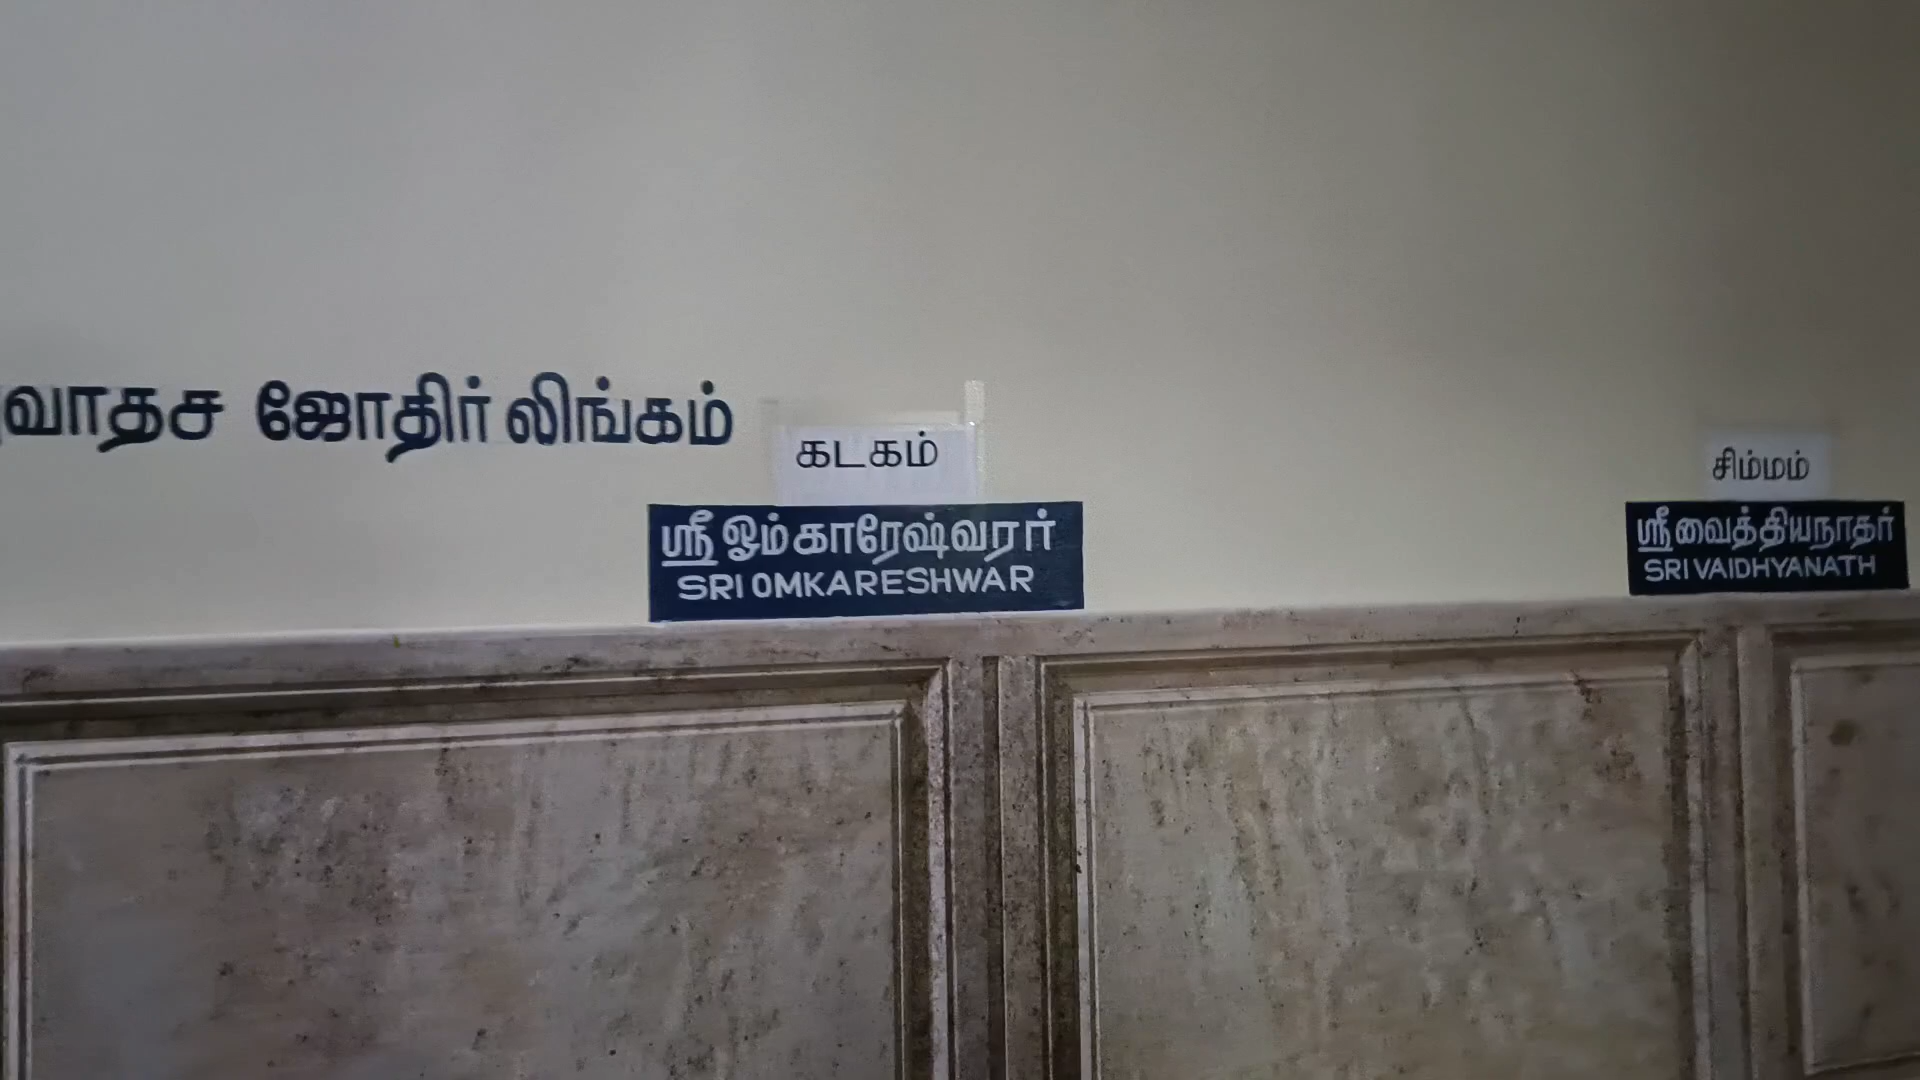 வாதச ஜோதிர் லிங்கம்
கடகம்
ஸ்ரீ ஓம்காரேஷ்வரர்
SRI OMKARESHWAR
சிம்மம்
ஸ்ரீ வைத்தியநாதர்
SRI VAIDHYANATH